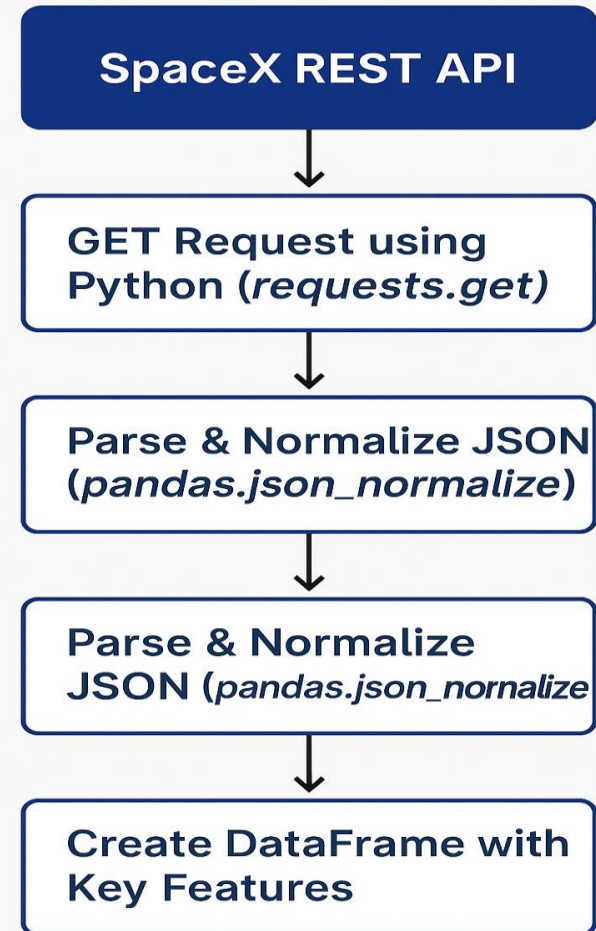 SpaceX REST API
GET Request using
Python (requests.get)
Parse & Normalize JSON
(pandas.json_normalize)
Parse & Normalize
JSON (pandas.json_nornalize
Create DataFrame with
Key Features